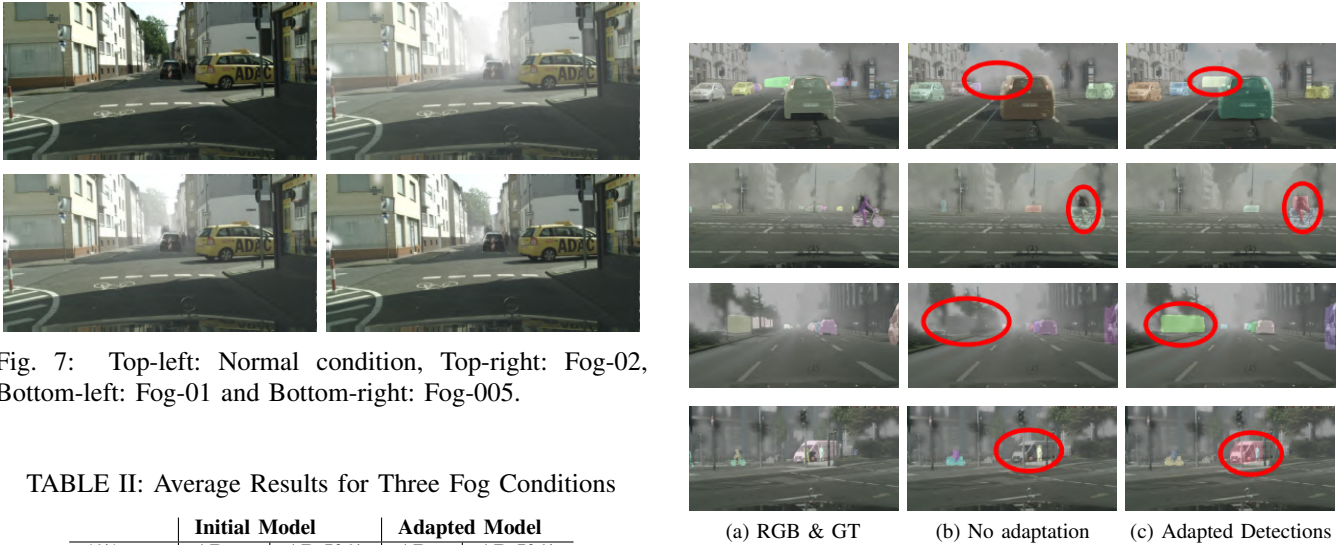 ADAC
ADAC
ADAC
ADAC
Fig. 7: Top-left: Normal condition, Top-right: Fog-02,
Bottom-left: Fog-01 and Bottom-right: Fog-005.
TABLE II: Average Results for Three Fog Conditions
Initial Model Adapted Model
(a) RGB & GT (b) No adaptation (c) Adapted Detections